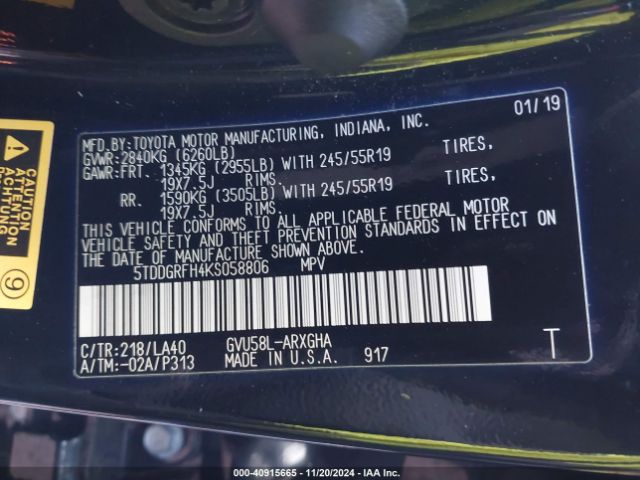 01/19
MFD.BY:TOYOTA MOTOR MANUFACTURING, INDIANA, INC.
GVWR:2840KG (6260LB)
GAWR:FRT. 1345KG (2955LB) WITH 245/55R19 TIRES,
19X7.5J RIMS.
RR. 1590KG (3505LB) WITH 245/55R19 TIRES,
19X7.5J RIMS.
THIS VEHICLE CONFORMS TO ALL APPLICABLE FEDERAL MOTOR
VEHICLE SAFETY AND THEFT PREVENTION STANDARDS IN EFFECT ON
THE DATE OF MANUFACTURE SHOWN ABOVE.
5TDDGRFH4KS058806 MPV
C/TR:218/LA40 GVU58L-ARXGHA
A/TM:-02A/P313 MADE IN U.S.A. 917
T
CAUTION
ATTENTION
ACHTUNG
9
000-40915665 - 11/20/2024 - IAA Inc.